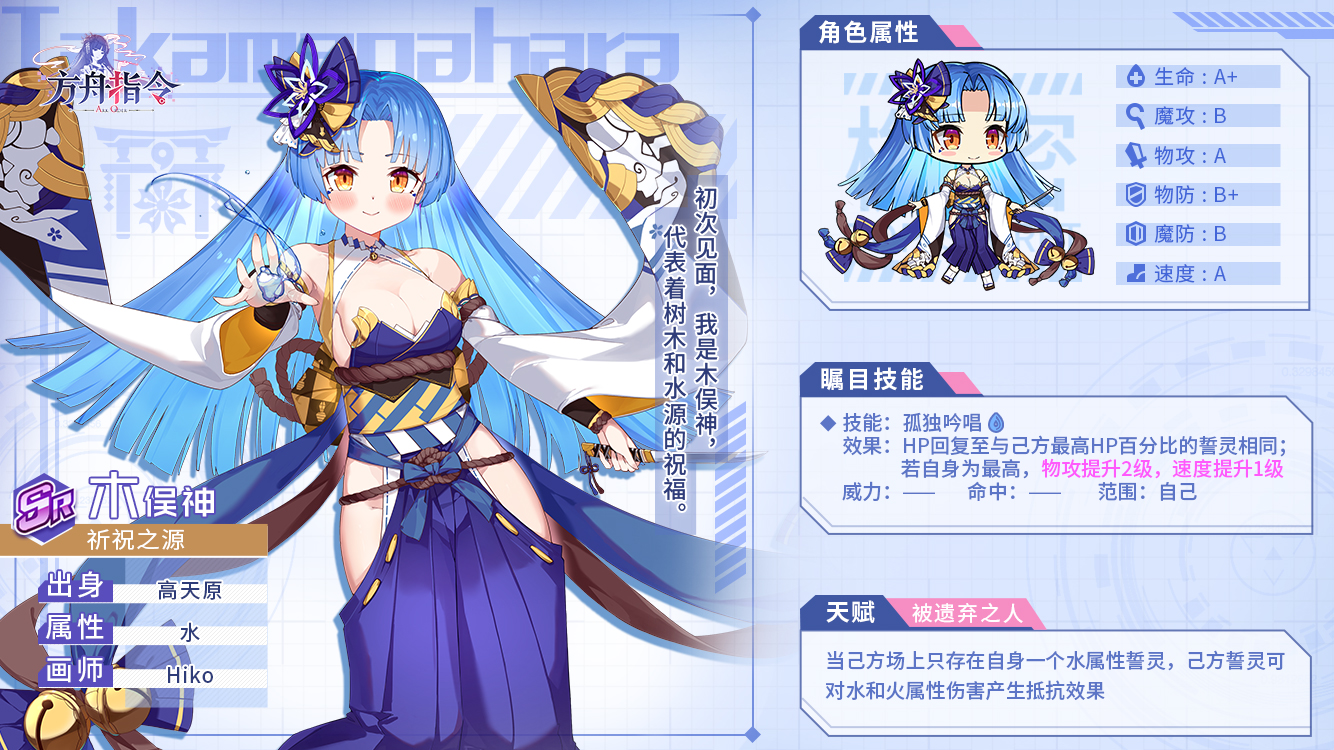 Takamanahara
方舟指令
Ark Order
初次见面，我是木俣神，
代表着树木和水源的祝福。
SR
木俣神
祈祝之源
出身
高天原
属性
水
画师
Hiko
角色属性
生命：A+
魔攻：B
物攻：A
物防：B+
魔防：B
速度：A
瞩目技能
◆ 技能：孤独吟唱
效果：HP回复至与己方最高HP百分比的誓灵相同；
若自身为最高，物攻提升2级，速度提升1级
威力：—— 命中：—— 范围：自己
天赋
被遗弃之人
当己方场上只存在自身一个水属性誓灵，己方誓灵可
对水和火属性伤害产生抵抗效果